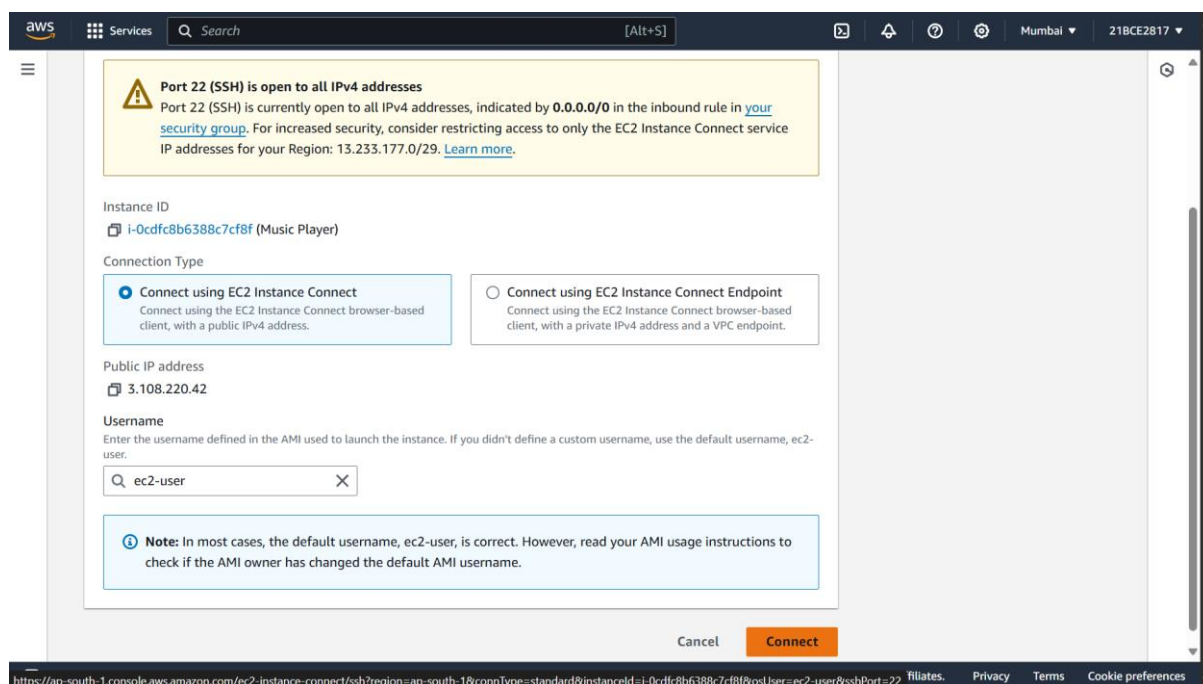 aws
Services
Search
[Alt+S]
Mumbai
21BCE2817
Port 22 (SSH) is open to all IPv4 addresses
Port 22 (SSH) is currently open to all IPv4 addresses, indicated by 0.0.0.0/0 in the inbound rule in your
security group. For increased security, consider restricting access to only the EC2 Instance Connect service
IP addresses for your Region: 13.233.177.0/29. Learn more.
Instance ID
i-0cdfc8b6388c7cf8f (Music Player)
Connection Type
Connect using EC2 Instance Connect
Connect using the EC2 Instance Connect browser-based
client, with a public IPv4 address.
Connect using EC2 Instance Connect Endpoint
Connect using the EC2 Instance Connect browser-based
client, with a private IPv4 address and a VPC endpoint.
Public IP address
3.108.220.42
Username
Enter the username defined in the AMI used to launch the instance. If you didn't define a custom username, use the default username, ec2-
user.
ec2-user
Note: In most cases, the default username, ec2-user, is correct. However, read your AMI usage instructions to
check if the AMI owner has changed the default AMI username.
Cancel
Connect
https://ap-south-1.console.aws.amazon.com/ec2-instance-connect/ssh?region=ap-south-1&connType=standard&instanceId=i-0cdfc8b6388c7cf8f&osUser=ec2-user&sshPort=22
ffiliates.
Privacy
Terms
Cookie preferences